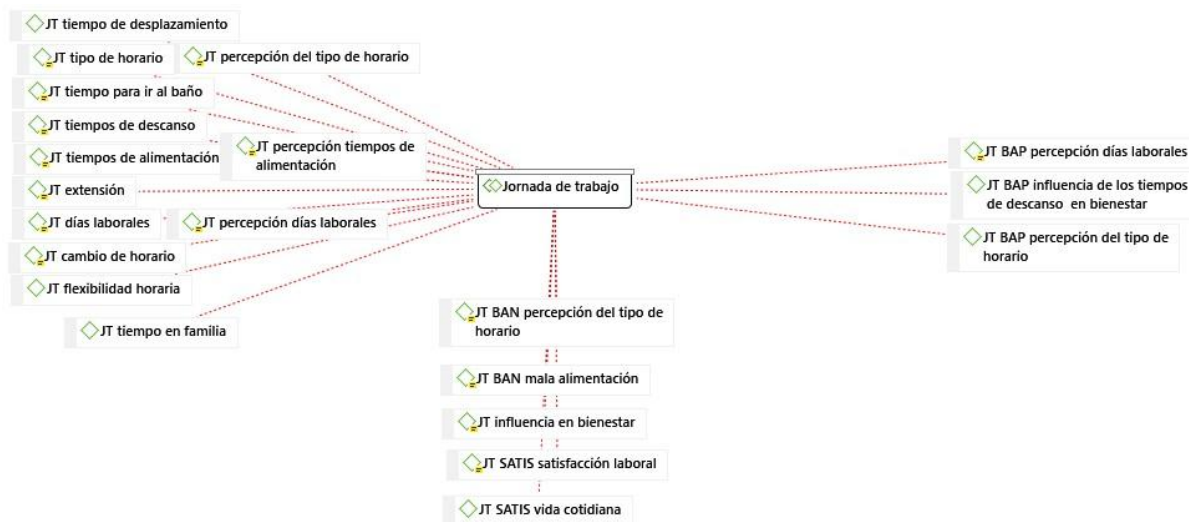 JT tiempo de desplazamiento
JT tipo de horario
JT percepción del tipo de horario
JT tiempo para ir al baño
JT tiempos de descanso
JT percepción tiempos de
alimentación
JT tiempos de alimentación
JT extensión
JT días laborales
JT percepción días laborales
JT cambio de horario
JT flexibilidad horaria
JT tiempo en familia
Jornada de trabajo
JT BAP percepción días laborales
JT BAP influencia de los tiempos
de descanso en bienestar
JT BAP percepción del tipo de
horario
JT BAN percepción del tipo de
horario
JT BAN mala alimentación
JT influencia en bienestar
JT SATIS satisfacción laboral
JT SATIS vida cotidiana